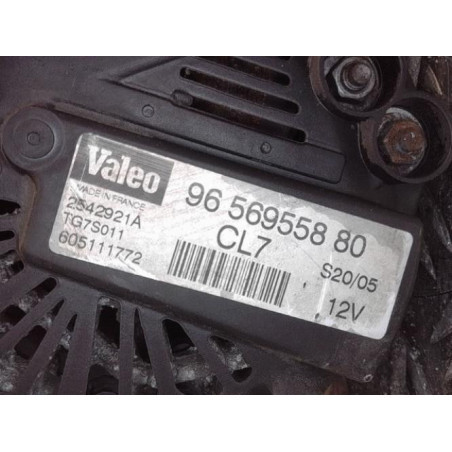 Valeo
MADE IN FRANCE
2542921A
TG7S011
605111772
96 569558 80
CL7
S20/05
12V